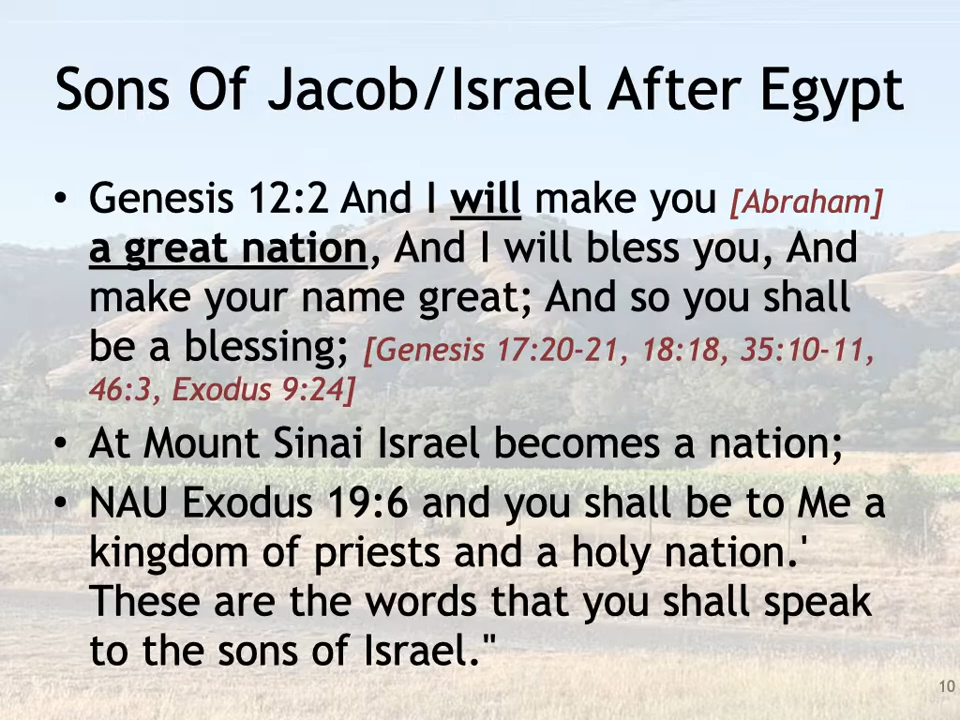 Sons Of Jacob/Israel After Egypt
• Genesis 12:2 And I will make you [Abraham]
a great nation, And I will bless you, And
make your name great; And so you shall
be a blessing; [Genesis 17:20-21, 18:18, 35:10-11,
46:3, Exodus 9:24]
• At Mount Sinai Israel becomes a nation;
• NAU Exodus 19:6 and you shall be to Me a
kingdom of priests and a holy nation.'
These are the words that you shall speak
to the sons of Israel."
10